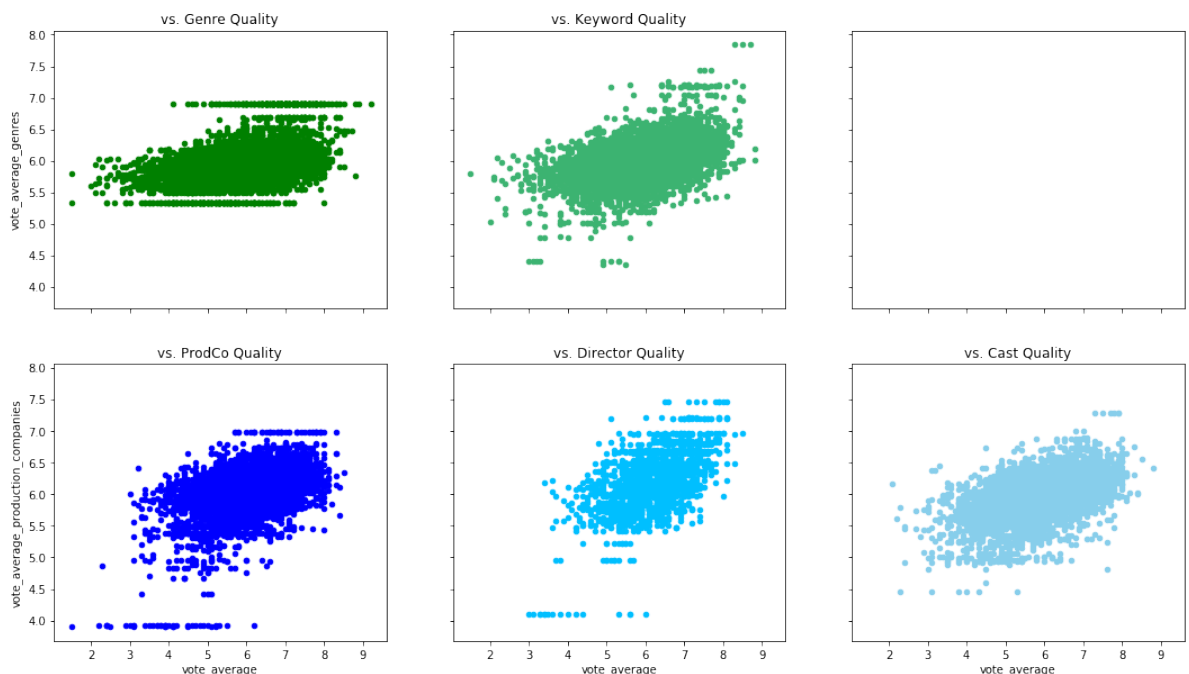 vs. Genre Quality
vs. Keyword Quality
8.0
7.5
7.0
6.5
6.0
5.5
5.0
4.5
4.0
vote_average_genres
vs. ProdCo Quality
vs. Director Quality
vs. Cast Quality
8.0
7.5
7.0
6.5
6.0
5.5
5.0
4.5
4.0
vote_average_production_companies
2 3 4 5 6 7 8 9
2 3 4 5 6 7 8 9
2 3 4 5 6 7 8 9
vote_average
vote_average
vote_average